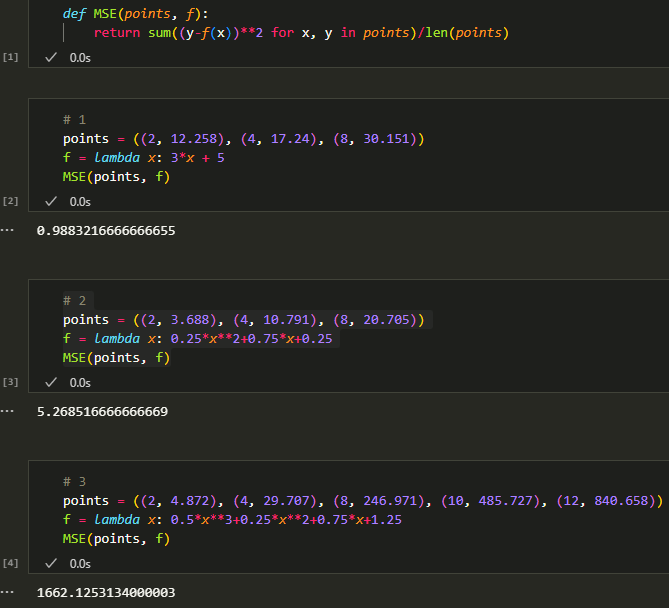 def MSE(points, f):
    return sum((y-f(x))**2 for x, y in points)/len(points)
[1] ✓ 0.0s
# 1
points = ((2, 12.258), (4, 17.24), (8, 30.151))
f = lambda x: 3*x + 5
MSE(points, f)
[2] ✓ 0.0s
... 0.9883216666666655
# 2
points = ((2, 3.688), (4, 10.791), (8, 20.705))
f = lambda x: 0.25*x**2+0.75*x+0.25
MSE(points, f)
[3] ✓ 0.0s
... 5.268516666666669
# 3
points = ((2, 4.872), (4, 29.707), (8, 246.971), (10, 485.727), (12, 840.658))
f = lambda x: 0.5*x**3+0.25*x**2+0.75*x+1.25
MSE(points, f)
[4] ✓ 0.0s
... 1662.1253134000003